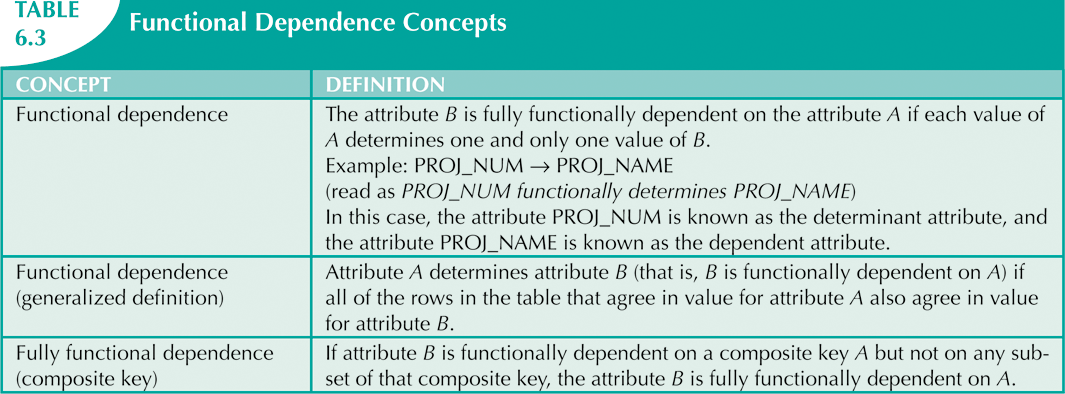 TABLE
6.3
Functional Dependence Concepts
CONCEPT
DEFINITION
Functional dependence
The attribute B is fully functionally dependent on the attribute A if each value of
A determines one and only one value of B.
Example: PROJ_NUM → PROJ_NAME
(read as PROJ_NUM functionally determines PROJ_NAME)
In this case, the attribute PROJ_NUM is known as the determinant attribute, and
the attribute PROJ_NAME is known as the dependent attribute.
Functional dependence
(generalized definition)
Attribute A determines attribute B (that is, B is functionally dependent on A) if
all of the rows in the table that agree in value for attribute A also agree in value
for attribute B.
Fully functional dependence
(composite key)
If attribute B is functionally dependent on a composite key A but not on any sub-
set of that composite key, the attribute B is fully functionally dependent on A.